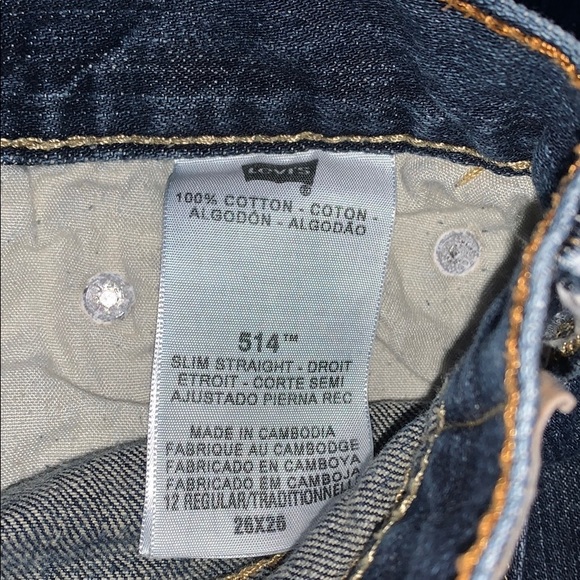 LEVI'S
®
100% COTTON - COTON -
ALGODÓN - ALGODÃO
514™
SLIM STRAIGHT - DROIT
ETROIT - CORTE SEMI
AJUSTADO PIERNA REC
MADE IN CAMBODIA
FABRIQUE AU CAMBODGE
FABRICADO EN CAMBOYA
FABRICADO EM CAMBOJA
12 REGULAR/TRADITIONNEL
26X26